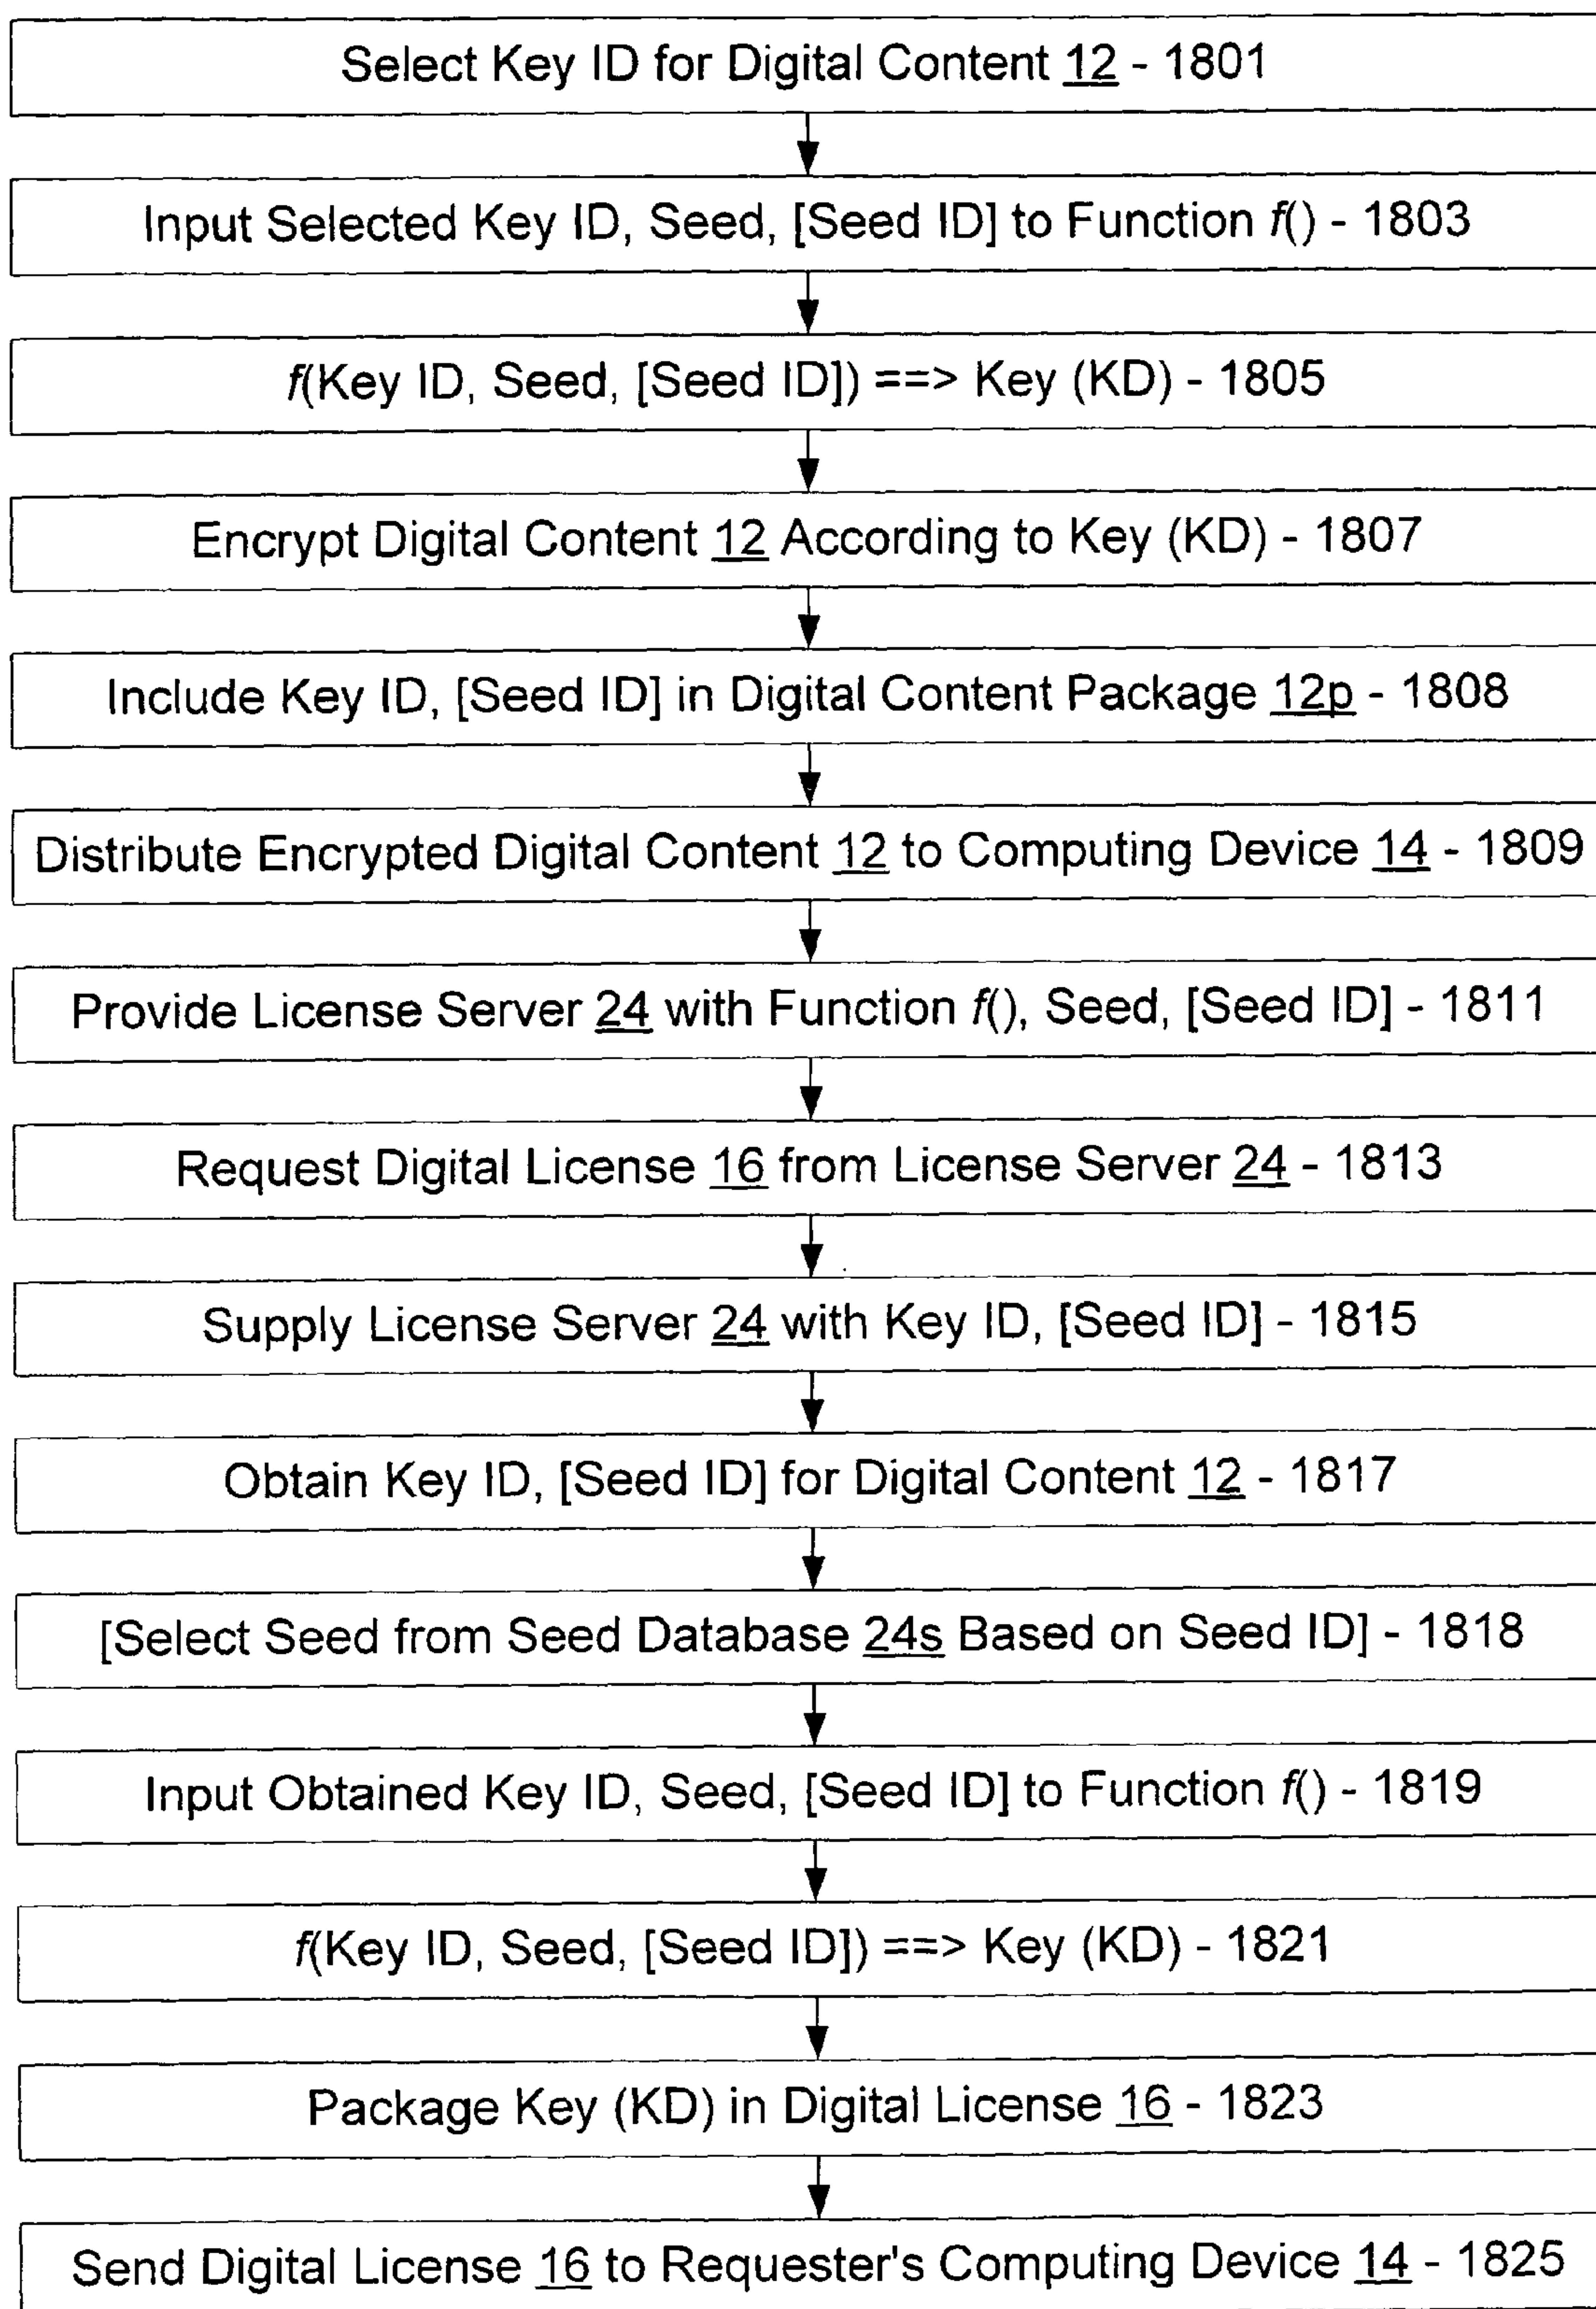 Select Key ID for Digital Content 12 - 1801
Input Selected Key ID, Seed, [Seed ID] to Function f() - 1803
f(Key ID, Seed, [Seed ID]) ==> Key (KD) - 1805
Encrypt Digital Content 12 According to Key (KD) - 1807
Include Key ID, [Seed ID] in Digital Content Package 12p - 1808
Distribute Encrypted Digital Content 12 to Computing Device 14 - 1809
Provide License Server 24 with Function f(), Seed, [Seed ID] - 1811
Request Digital License 16 from License Server 24 - 1813
Supply License Server 24 with Key ID, [Seed ID] - 1815
Obtain Key ID, [Seed ID] for Digital Content 12 - 1817
[Select Seed from Seed Database 24s Based on Seed ID] - 1818
Input Obtained Key ID, Seed, [Seed ID] to Function f() - 1819
f(Key ID, Seed, [Seed ID]) ==> Key (KD) - 1821
Package Key (KD) in Digital License 16 - 1823
Send Digital License 16 to Requester's Computing Device 14 - 1825